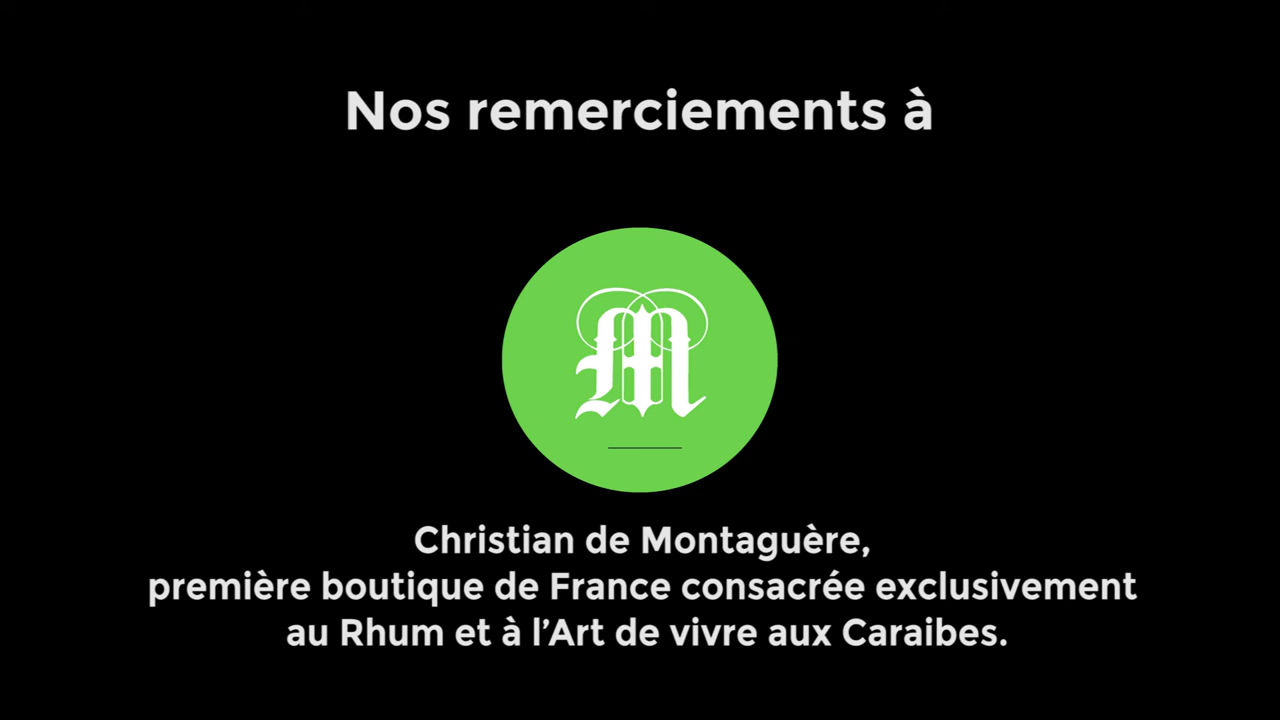 Nos remerciements à
M
Christian de Montaguère,
première boutique de France consacrée exclusivement
au Rhum et à l’Art de vivre aux Caraibes.